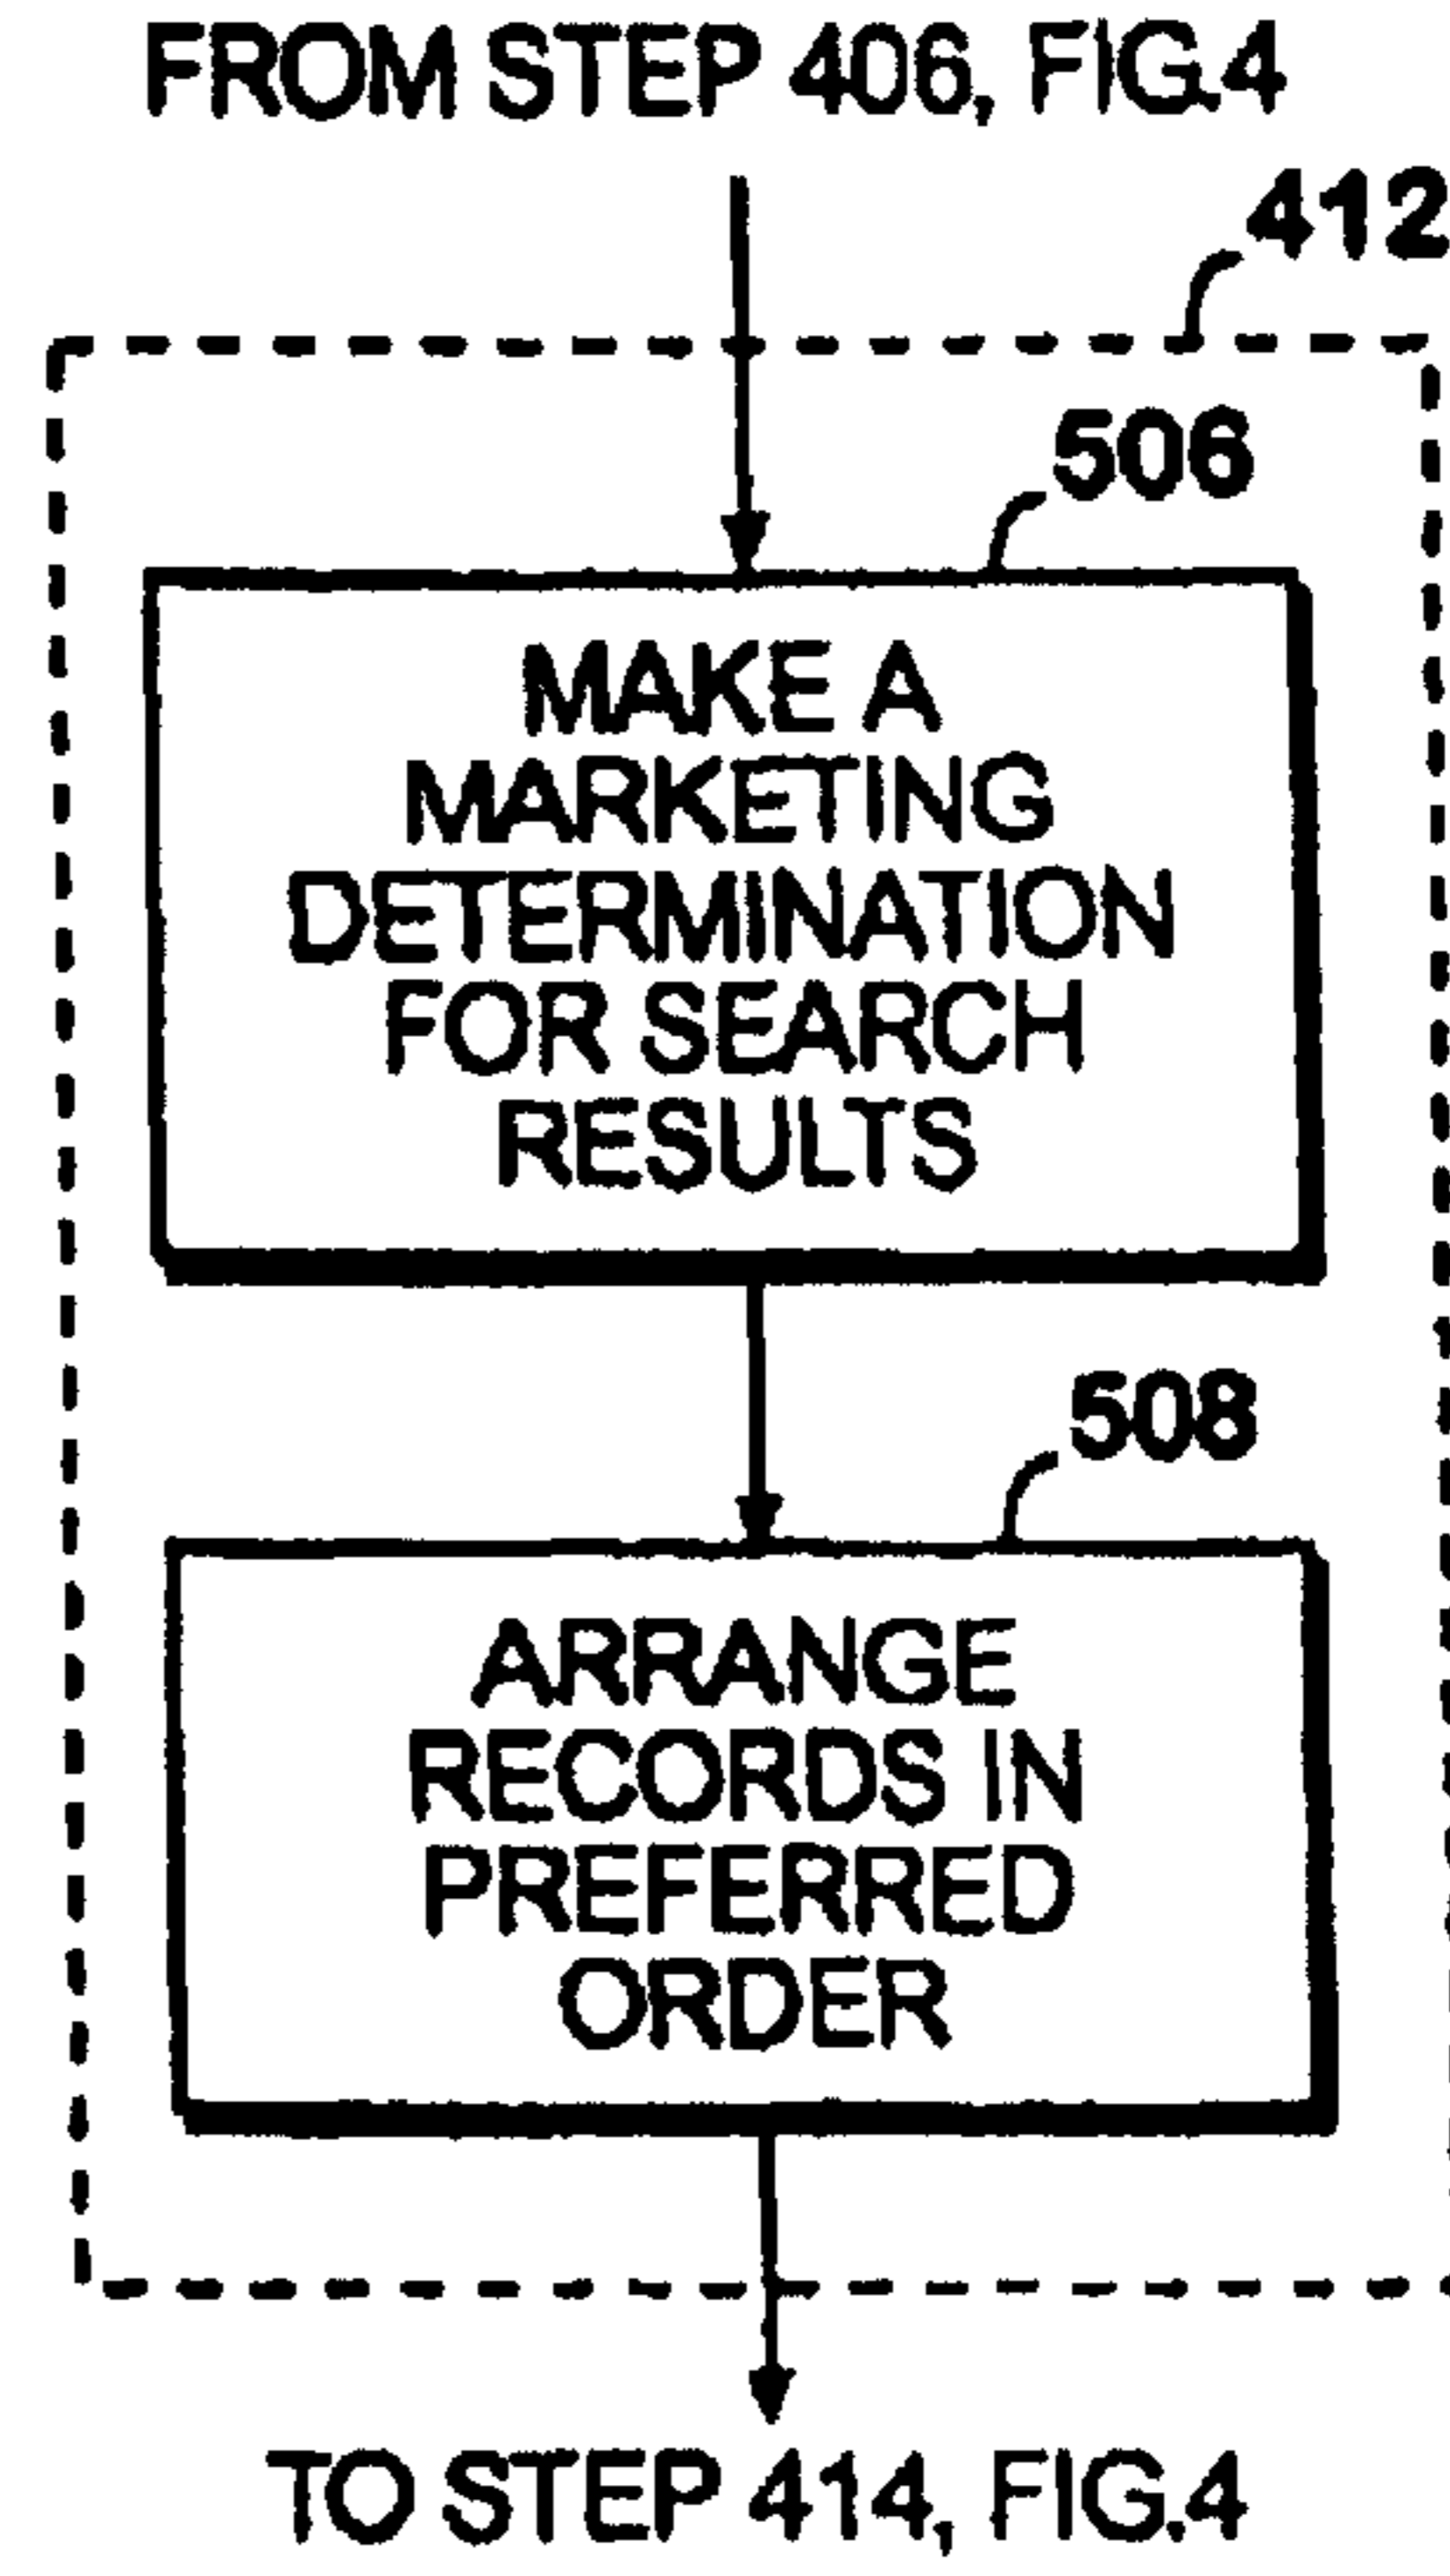 FROM STEP 406, FIG.4
412
506
MAKE A
MARKETING
DETERMINATION
FOR SEARCH
RESULTS
508
ARRANGE
RECORDS IN
PREFERRED
ORDER
TO STEP 414, FIG.4